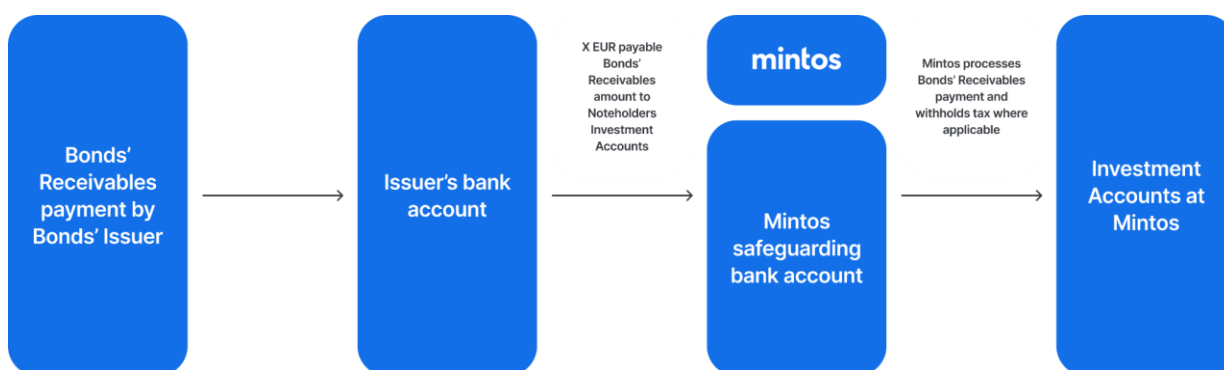 Bonds'
Receivables
payment by
Bonds' Issuer
Issuer's bank
account
X EUR payable
Bonds'
Receivables
amount to
Noteholders
Investment
Accounts
mintos
Mintos
safeguarding
bank account
Mintos processes
Bonds' Receivables
payment and
withholds tax where
applicable
Investment
Accounts at
Mintos